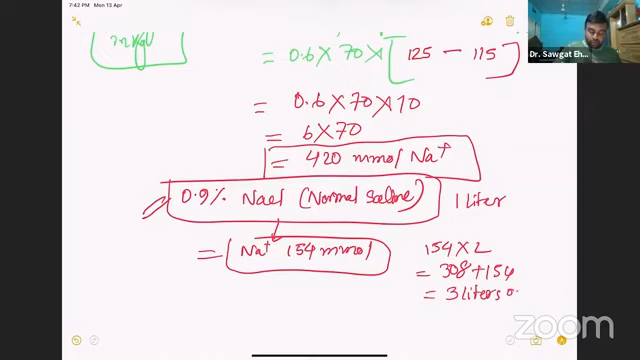 7:42 PM Mon 13 Apr
Dr. Sawgat Eh...
= 0.6 X 70 X [125 - 115]
= 0.6 X 70 X 10
= 6 X 70
= 420 mmol Na+
0.9% Nacl (Normal Saline) 1 Liter
= Na+ 154 mmol
154 X 2
= 308 + 154
= 3 liters o
zoom